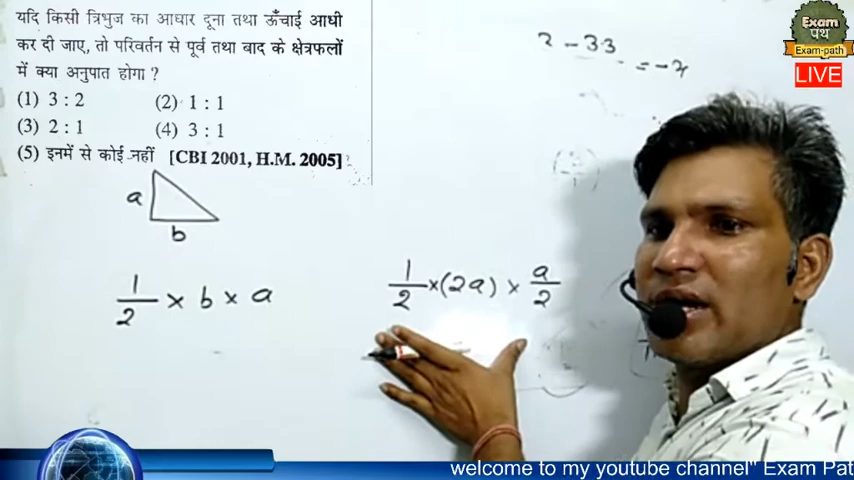 यदि किसी त्रिभुज का आधार दूना तथा ऊँचाई आधी
कर दी जाए, तो परिवर्तन से पूर्व तथा बाद के क्षेत्रफलों
में क्या अनुपात होगा ?
(1) 3 : 2 (2) 1 : 1
(3) 2 : 1 (4) 3 : 1
(5) इनमें से कोई नहीं [CBI 2001, H.M. 2005]
a
b
1/2 × b × a
1/2 × (2a) × a/2
Exam
पथ
Exam-path
LIVE
welcome to my youtube channel" Exam Pat